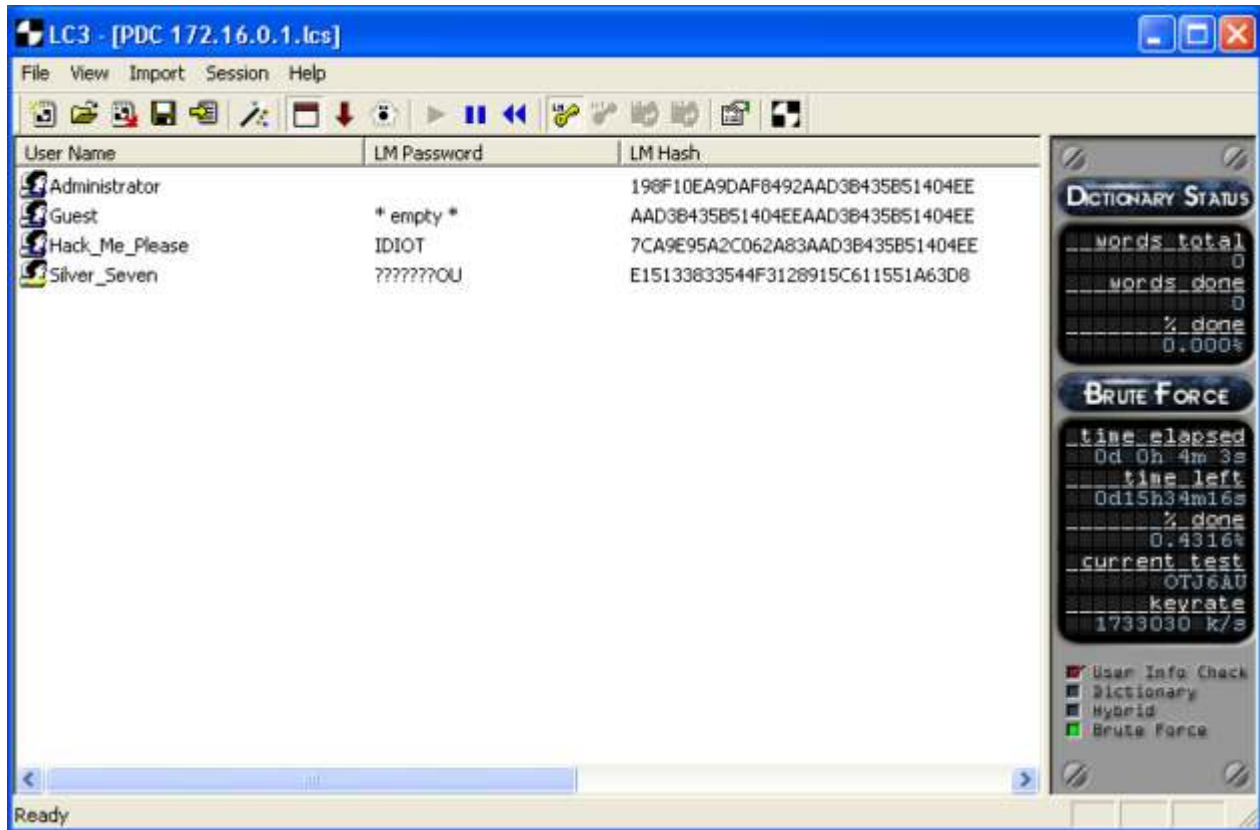 LC3 - [PDC 172.16.0.1.lcs]
File View Import Session Help
User Name LM Password LM Hash
Administrator 198F10EA9DAF8492AAD3B435B51404EE
Guest * empty * AAD3B435B51404EEAAD3B435B51404EE
Hack_Me_Please IDIOT 7CA9E95A2C062A83AAD3B435B51404EE
Silver_Seven ???????OU E15133833544F3128915C611551A63D8
DICTIONARY STATUS
words total
0
words done
0
% done
0.000%
BRUTE FORCE
time elapsed
0d 0h 4m 3s
time left
0d15h34m16s
% done
0.4316%
current test
OTJ6AU
keyrate
1733030 k/s
User Info Check
Dictionary
Hybrid
Brute Force
Ready